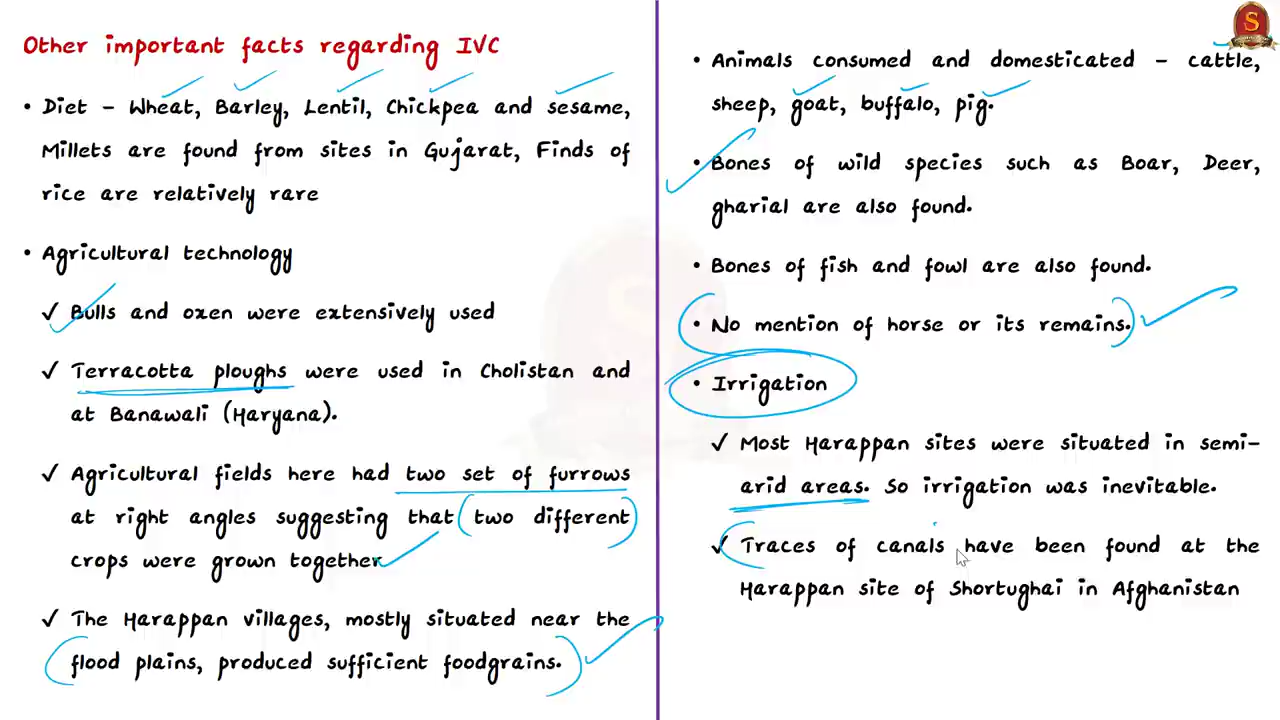 Other important facts regarding IVC
• Diet - Wheat, Barley, Lentil, Chickpea and sesame,
Millets are found from sites in Gujarat, Finds of
rice are relatively rare
• Agricultural technology
✓ Bulls and oxen were extensively used
✓ Terracotta ploughs were used in Cholistan and
at Banawali (Haryana).
✓ Agricultural fields here had two set of furrows
at right angles suggesting that two different
crops were grown together
✓ The Harappan villages, mostly situated near the
flood plains, produced sufficient foodgrains.
• Animals consumed and domesticated - cattle,
sheep, goat, buffalo, pig.
• Bones of wild species such as Boar, Deer,
gharial are also found.
• Bones of fish and fowl are also found.
• No mention of horse or its remains.
• Irrigation
✓ Most Harappan sites were situated in semi-
arid areas. So irrigation was inevitable.
✓ Traces of canals have been found at the
Harappan site of Shortughai in Afghanistan
S